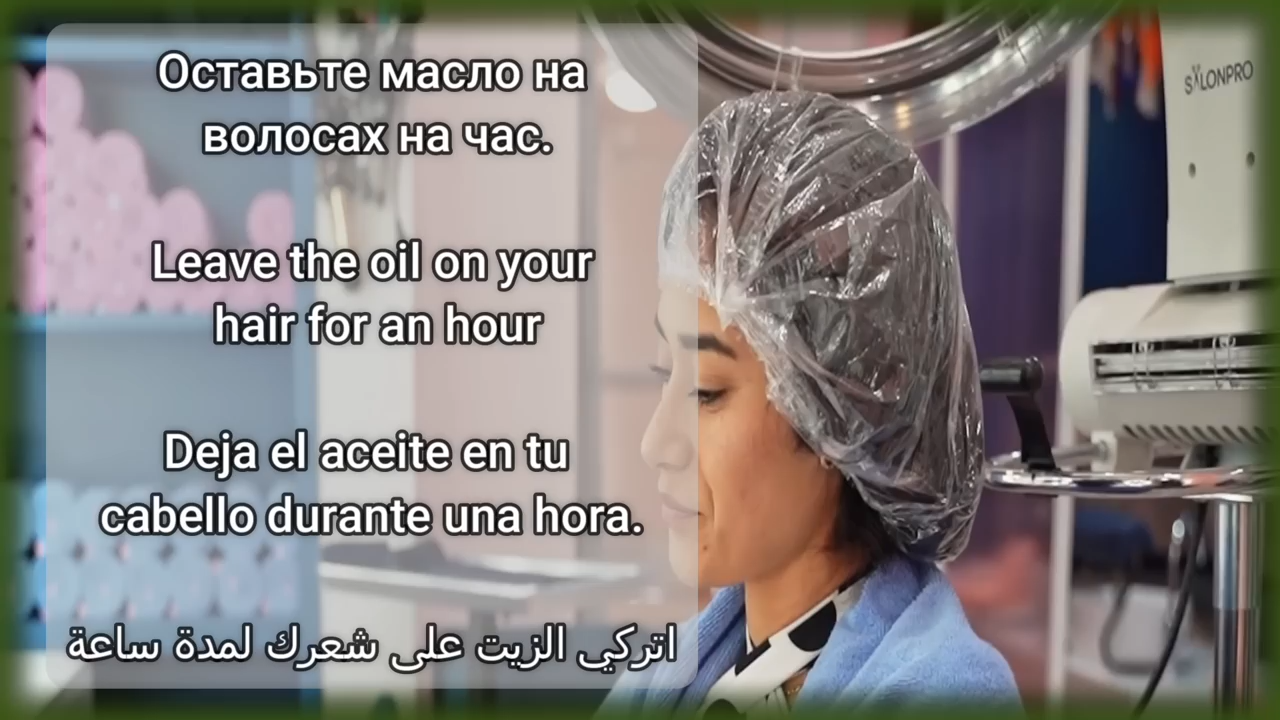 Оставьте масло на
волосах на час.
Leave the oil on your
hair for an hour
Deja el aceite en tu
cabello durante una hora.
اتركي الزيت على شعرك لمدة ساعة
SALONPRO